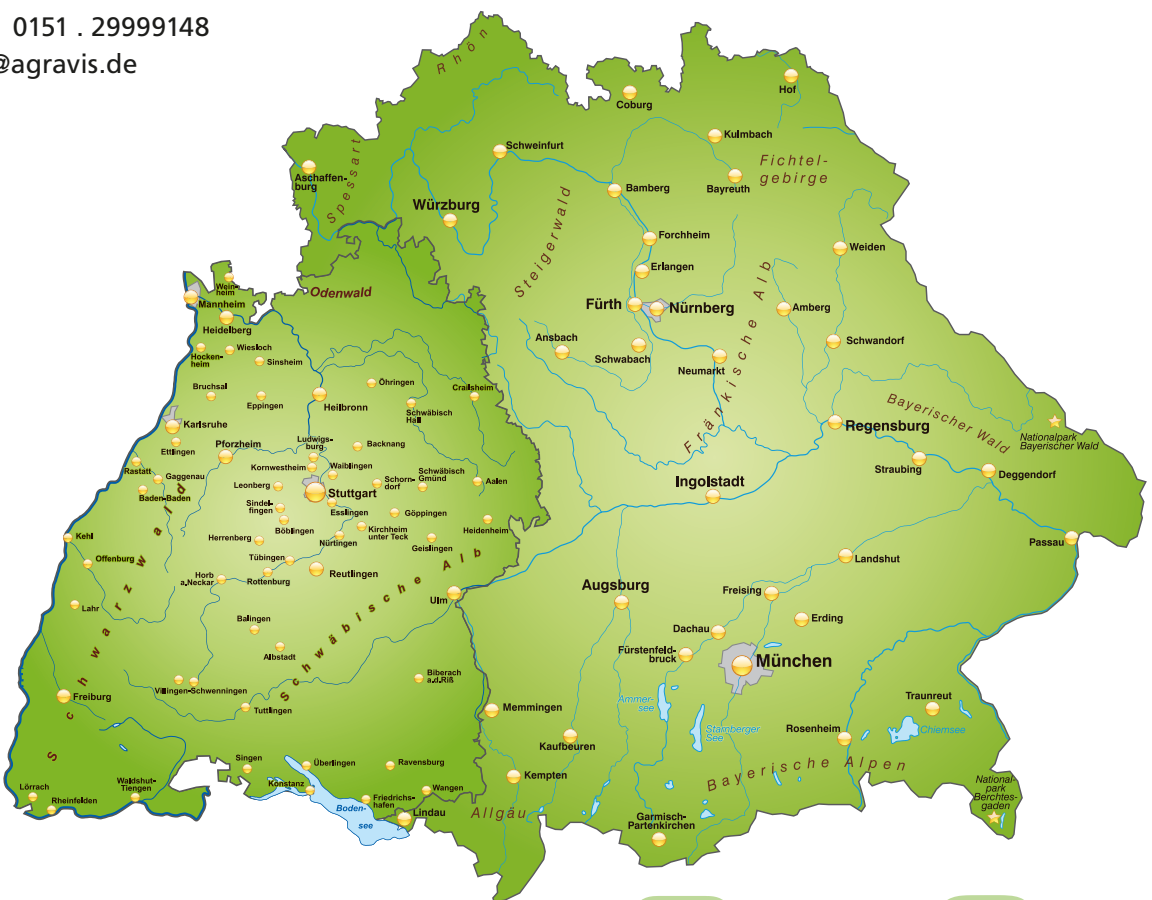 0151 . 29999148
@agravis.de
Rhön
Hof
Coburg
Kulmbach
Schweinfurt
Fichtel-
gebirge
Aschaffen-
burg
Spessart
Bayreuth
Bamberg
Würzburg
Steigerwald
Forchheim
Weiden
Erlangen
Wein-
heim
Odenwald
Mannheim
Fürth
Nürnberg
Amberg
Heidelberg
Ansbach
Schwabach
Schwandorf
Hocken-
heim
Wiesloch
Sinsheim
Neumarkt
Fränkische Alb
Bruchsal
Öhringen
Crailsheim
Eppingen
Heilbronn
Schwäbisch
Hall
Bayerischer Wald
Karlsruhe
Regensburg
Nationalpark
Bayerischer Wald
Ettlingen
Pforzheim
Ludwigs-
burg
Backnang
Rastatt
Gaggenau
Kornwestheim
Waiblingen
Schwäbisch
Gmünd
Straubing
Deggendorf
Baden-Baden
Leonberg
Stuttgart
Schorn-
dorf
Aalen
Ingolstadt
Sindel-
fingen
Esslingen
Göppingen
Böblingen
Kirchheim
unter Teck
Heidenheim
Kehl
Herrenberg
Nürtingen
Geislingen
Passau
Offenburg
Tübingen
Landshut
Horb
a.Neckar
Rottenburg
Reutlingen
Schwäbische Alb
Schwarzwald
Ulm
Augsburg
Freising
Lahr
Balingen
Erding
Dachau
Albstadt
Fürstenfeld-
bruck
München
Villingen-Schwenningen
Biberach
a.d.Riß
Freiburg
Tuttlingen
Memmingen
Ammer-
see
Starnberger
See
Traunreut
Rosenheim
Chiemsee
Kaufbeuren
Singen
Überlingen
Ravensburg
Bayerische Alpen
Kempten
Waldshut-
Tiengen
Konstanz
Wangen
Lörrach
Rheinfelden
Friedrichs-
hafen
Boden-
see
Lindau
Allgäu
Garmisch-
Partenkirchen
National-
park
Berchtes-
gaden